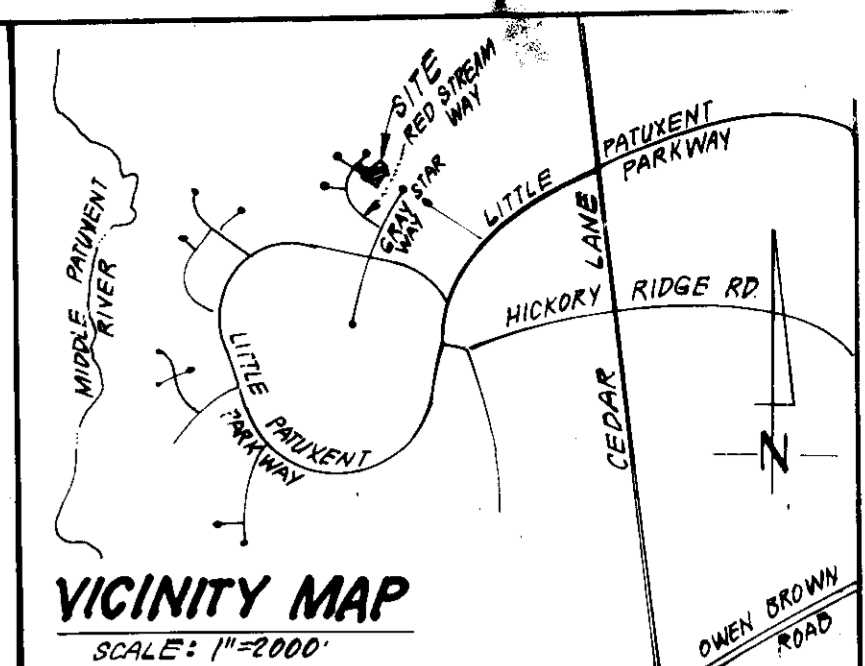 SITE
RED STREAM
WAY
GRAY STAR
WAY
LITTLE PATUXENT
PARKWAY
MIDDLE PATUXENT
RIVER
CEDAR LANE
HICKORY RIDGE RD.
LITTLE PATUXENT
PARKWAY
N
VICINITY MAP
SCALE: 1"=2000'
OWEN BROWN
ROAD